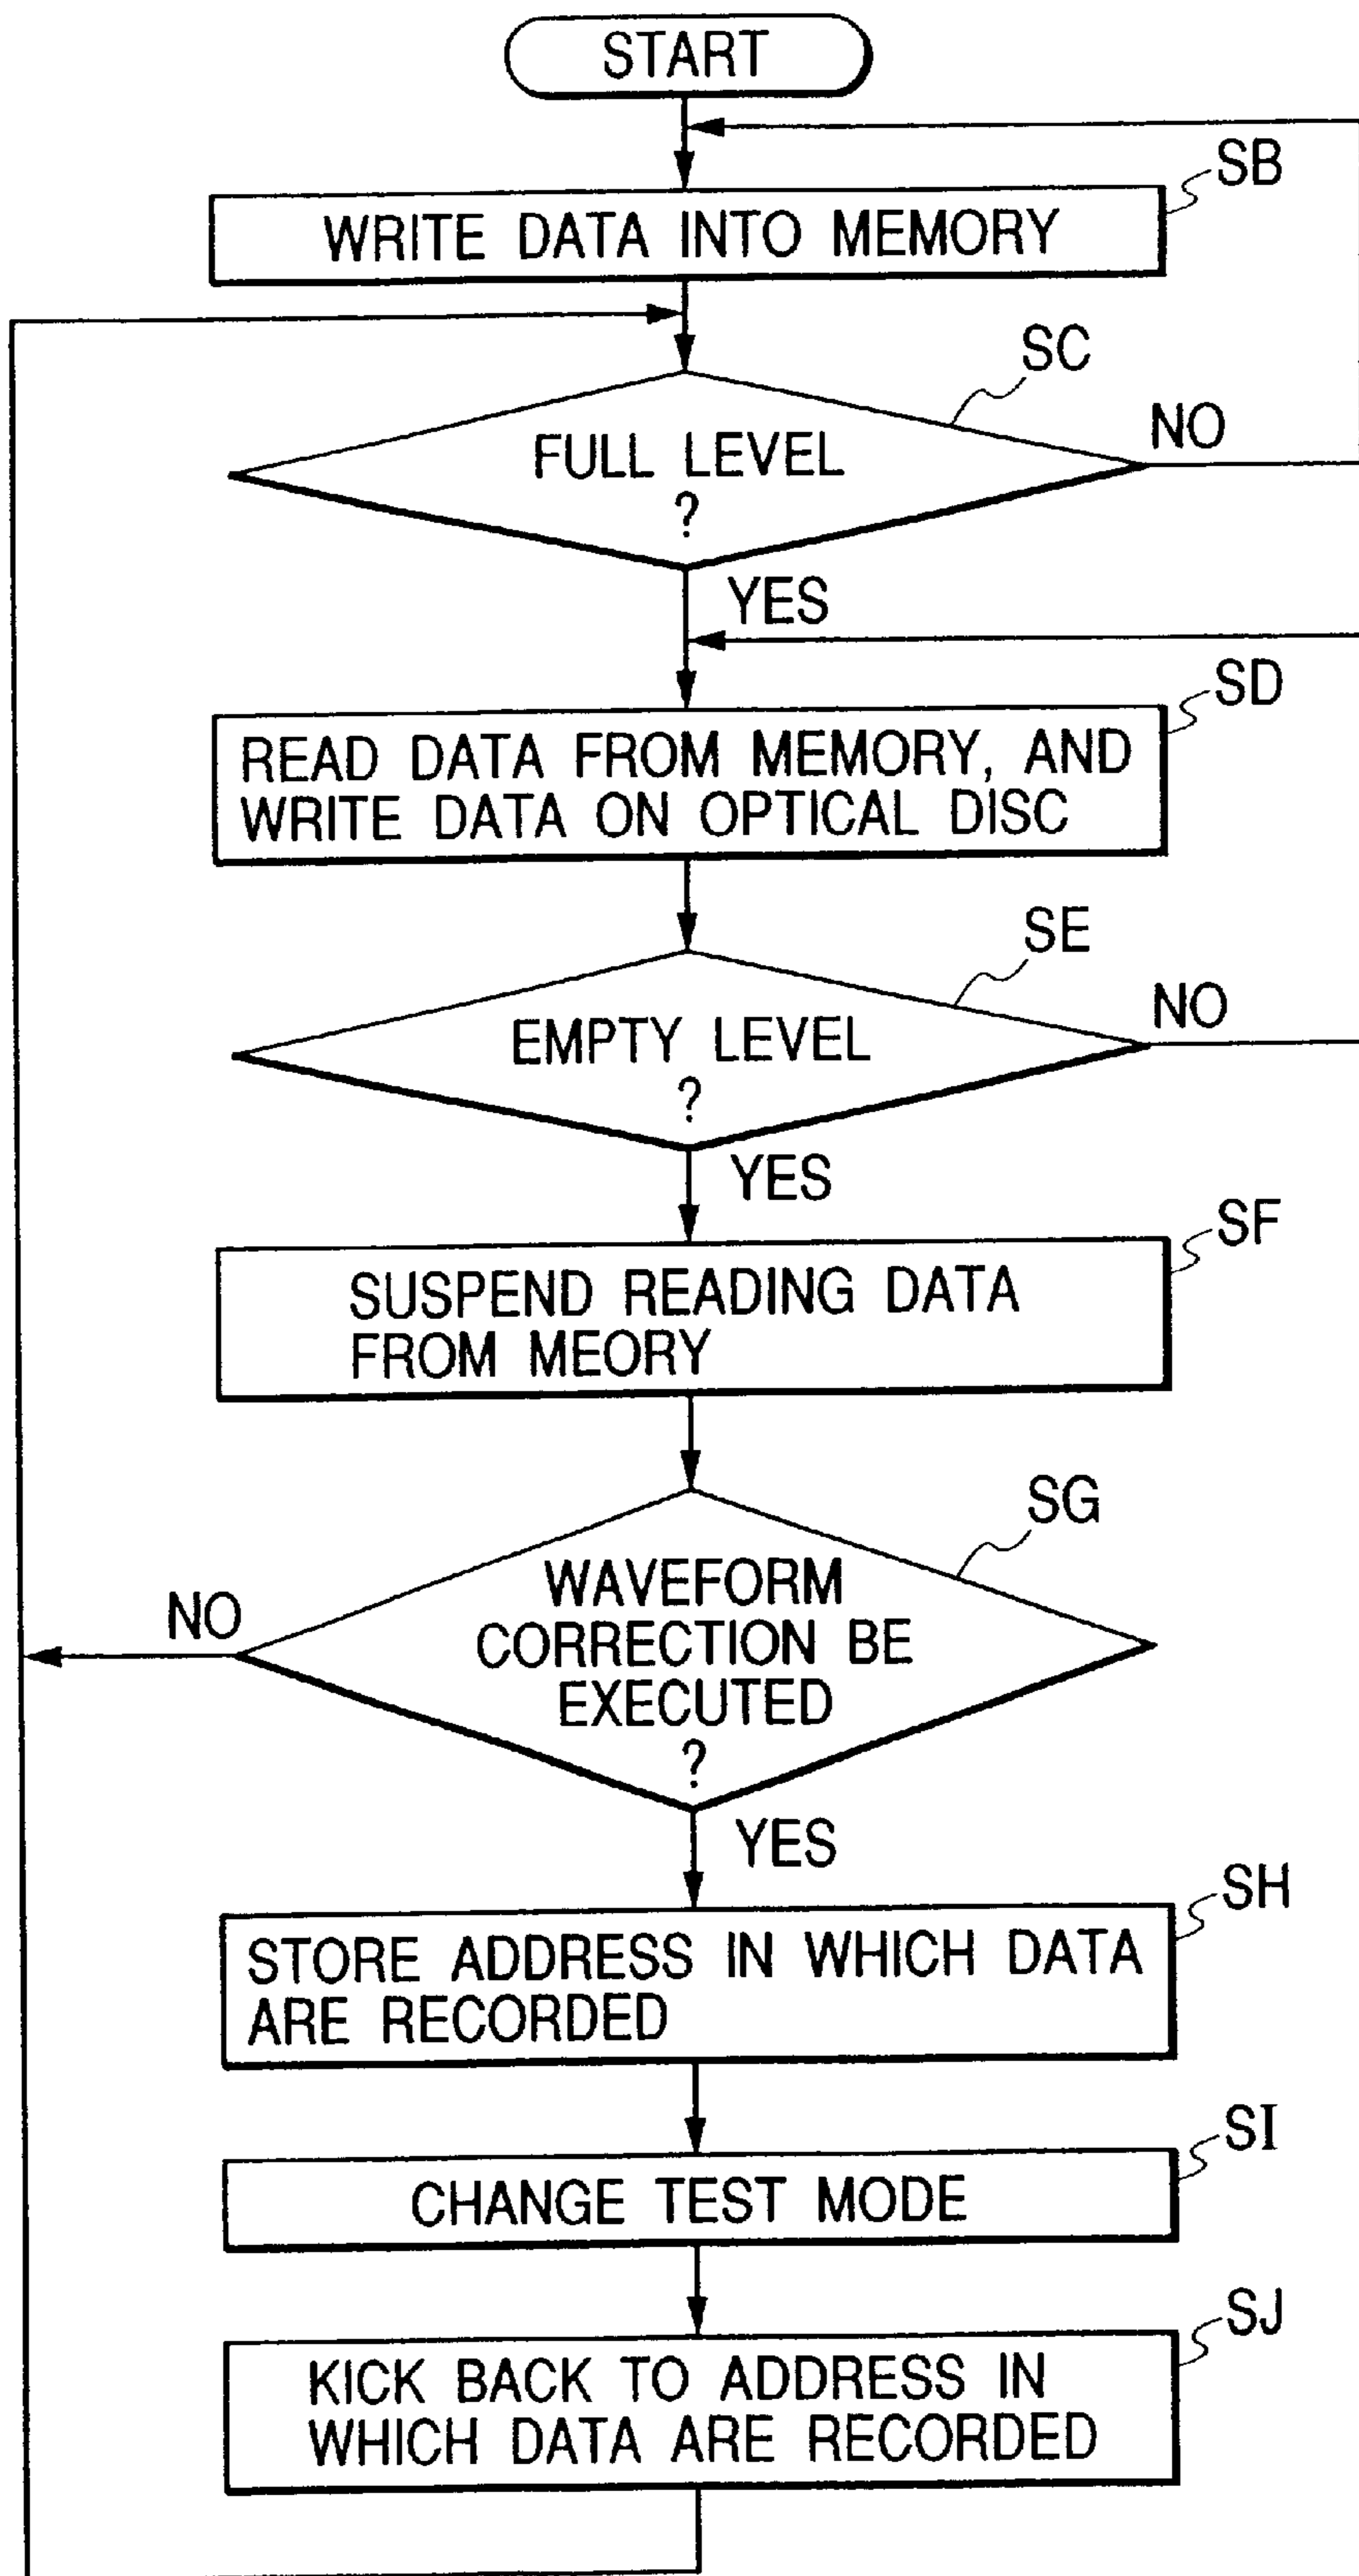 START
SB
WRITE DATA INTO MEMORY
SC
FULL LEVEL
?
NO
YES
SD
READ DATA FROM MEMORY, AND
WRITE DATA ON OPTICAL DISC
SE
EMPTY LEVEL
?
NO
YES
SF
SUSPEND READING DATA
FROM MEORY
SG
WAVEFORM
CORRECTION BE
EXECUTED
?
NO
YES
SH
STORE ADDRESS IN WHICH DATA
ARE RECORDED
SI
CHANGE TEST MODE
SJ
KICK BACK TO ADDRESS IN
WHICH DATA ARE RECORDED